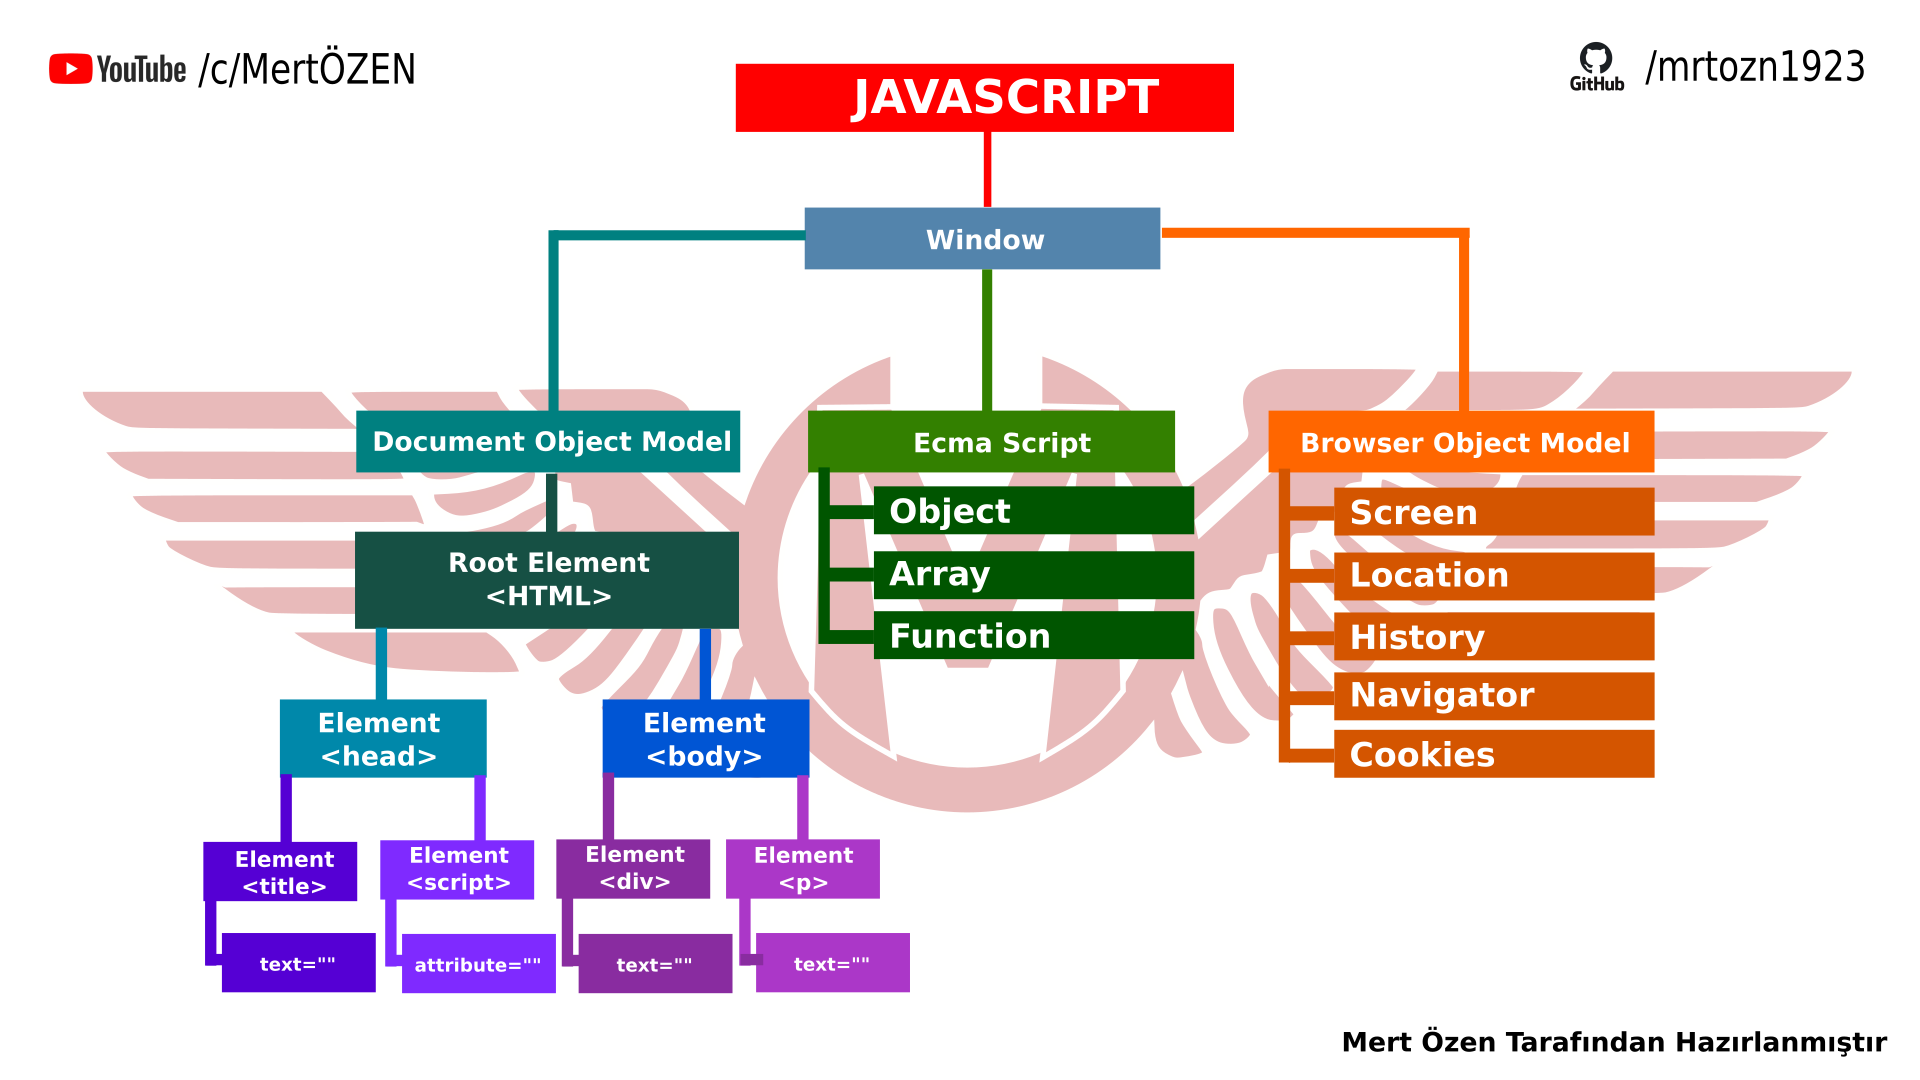 YouTube /c/MertÖZEN
GitHub /mrtozn1923
JAVASCRIPT
Window
Document Object Model
Ecma Script
Browser Object Model
Root Element
<HTML>
Object
Array
Function
Screen
Location
History
Navigator
Cookies
Element
<head>
Element
<body>
Element
<title>
Element
<script>
Element
<div>
Element
<p>
text=""
attribute=""
text=""
text=""
Mert Özen Tarafından Hazırlanmıştır